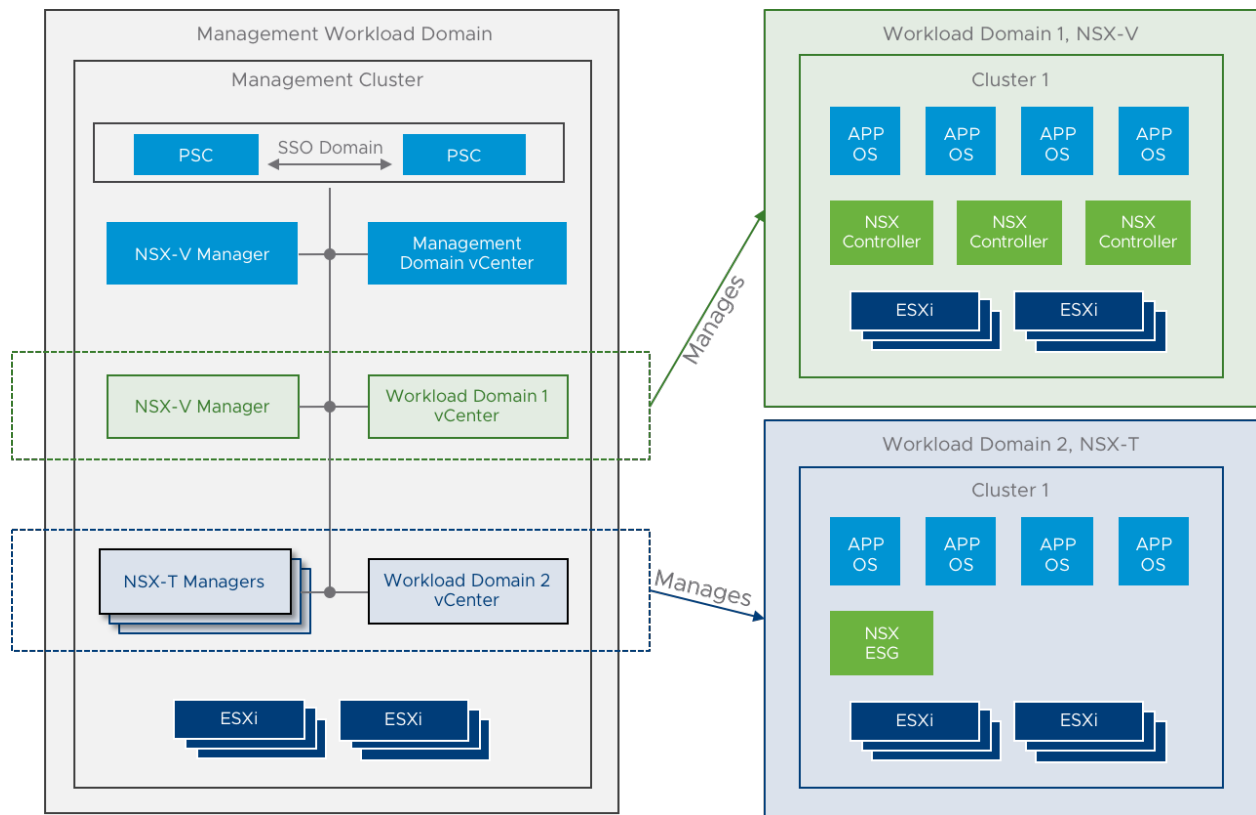 Management Workload Domain
Management Cluster
PSC
SSO Domain
PSC
NSX-V Manager
Management
Domain vCenter
NSX-V Manager
Workload Domain 1
vCenter
NSX-T Managers
Workload Domain 2
vCenter
ESXi
ESXi
Manages
Manages
Workload Domain 1, NSX-V
Cluster 1
APP
OS
APP
OS
APP
OS
APP
OS
NSX
Controller
NSX
Controller
NSX
Controller
ESXi
ESXi
Workload Domain 2, NSX-T
Cluster 1
APP
OS
APP
OS
APP
OS
APP
OS
NSX
ESG
ESXi
ESXi